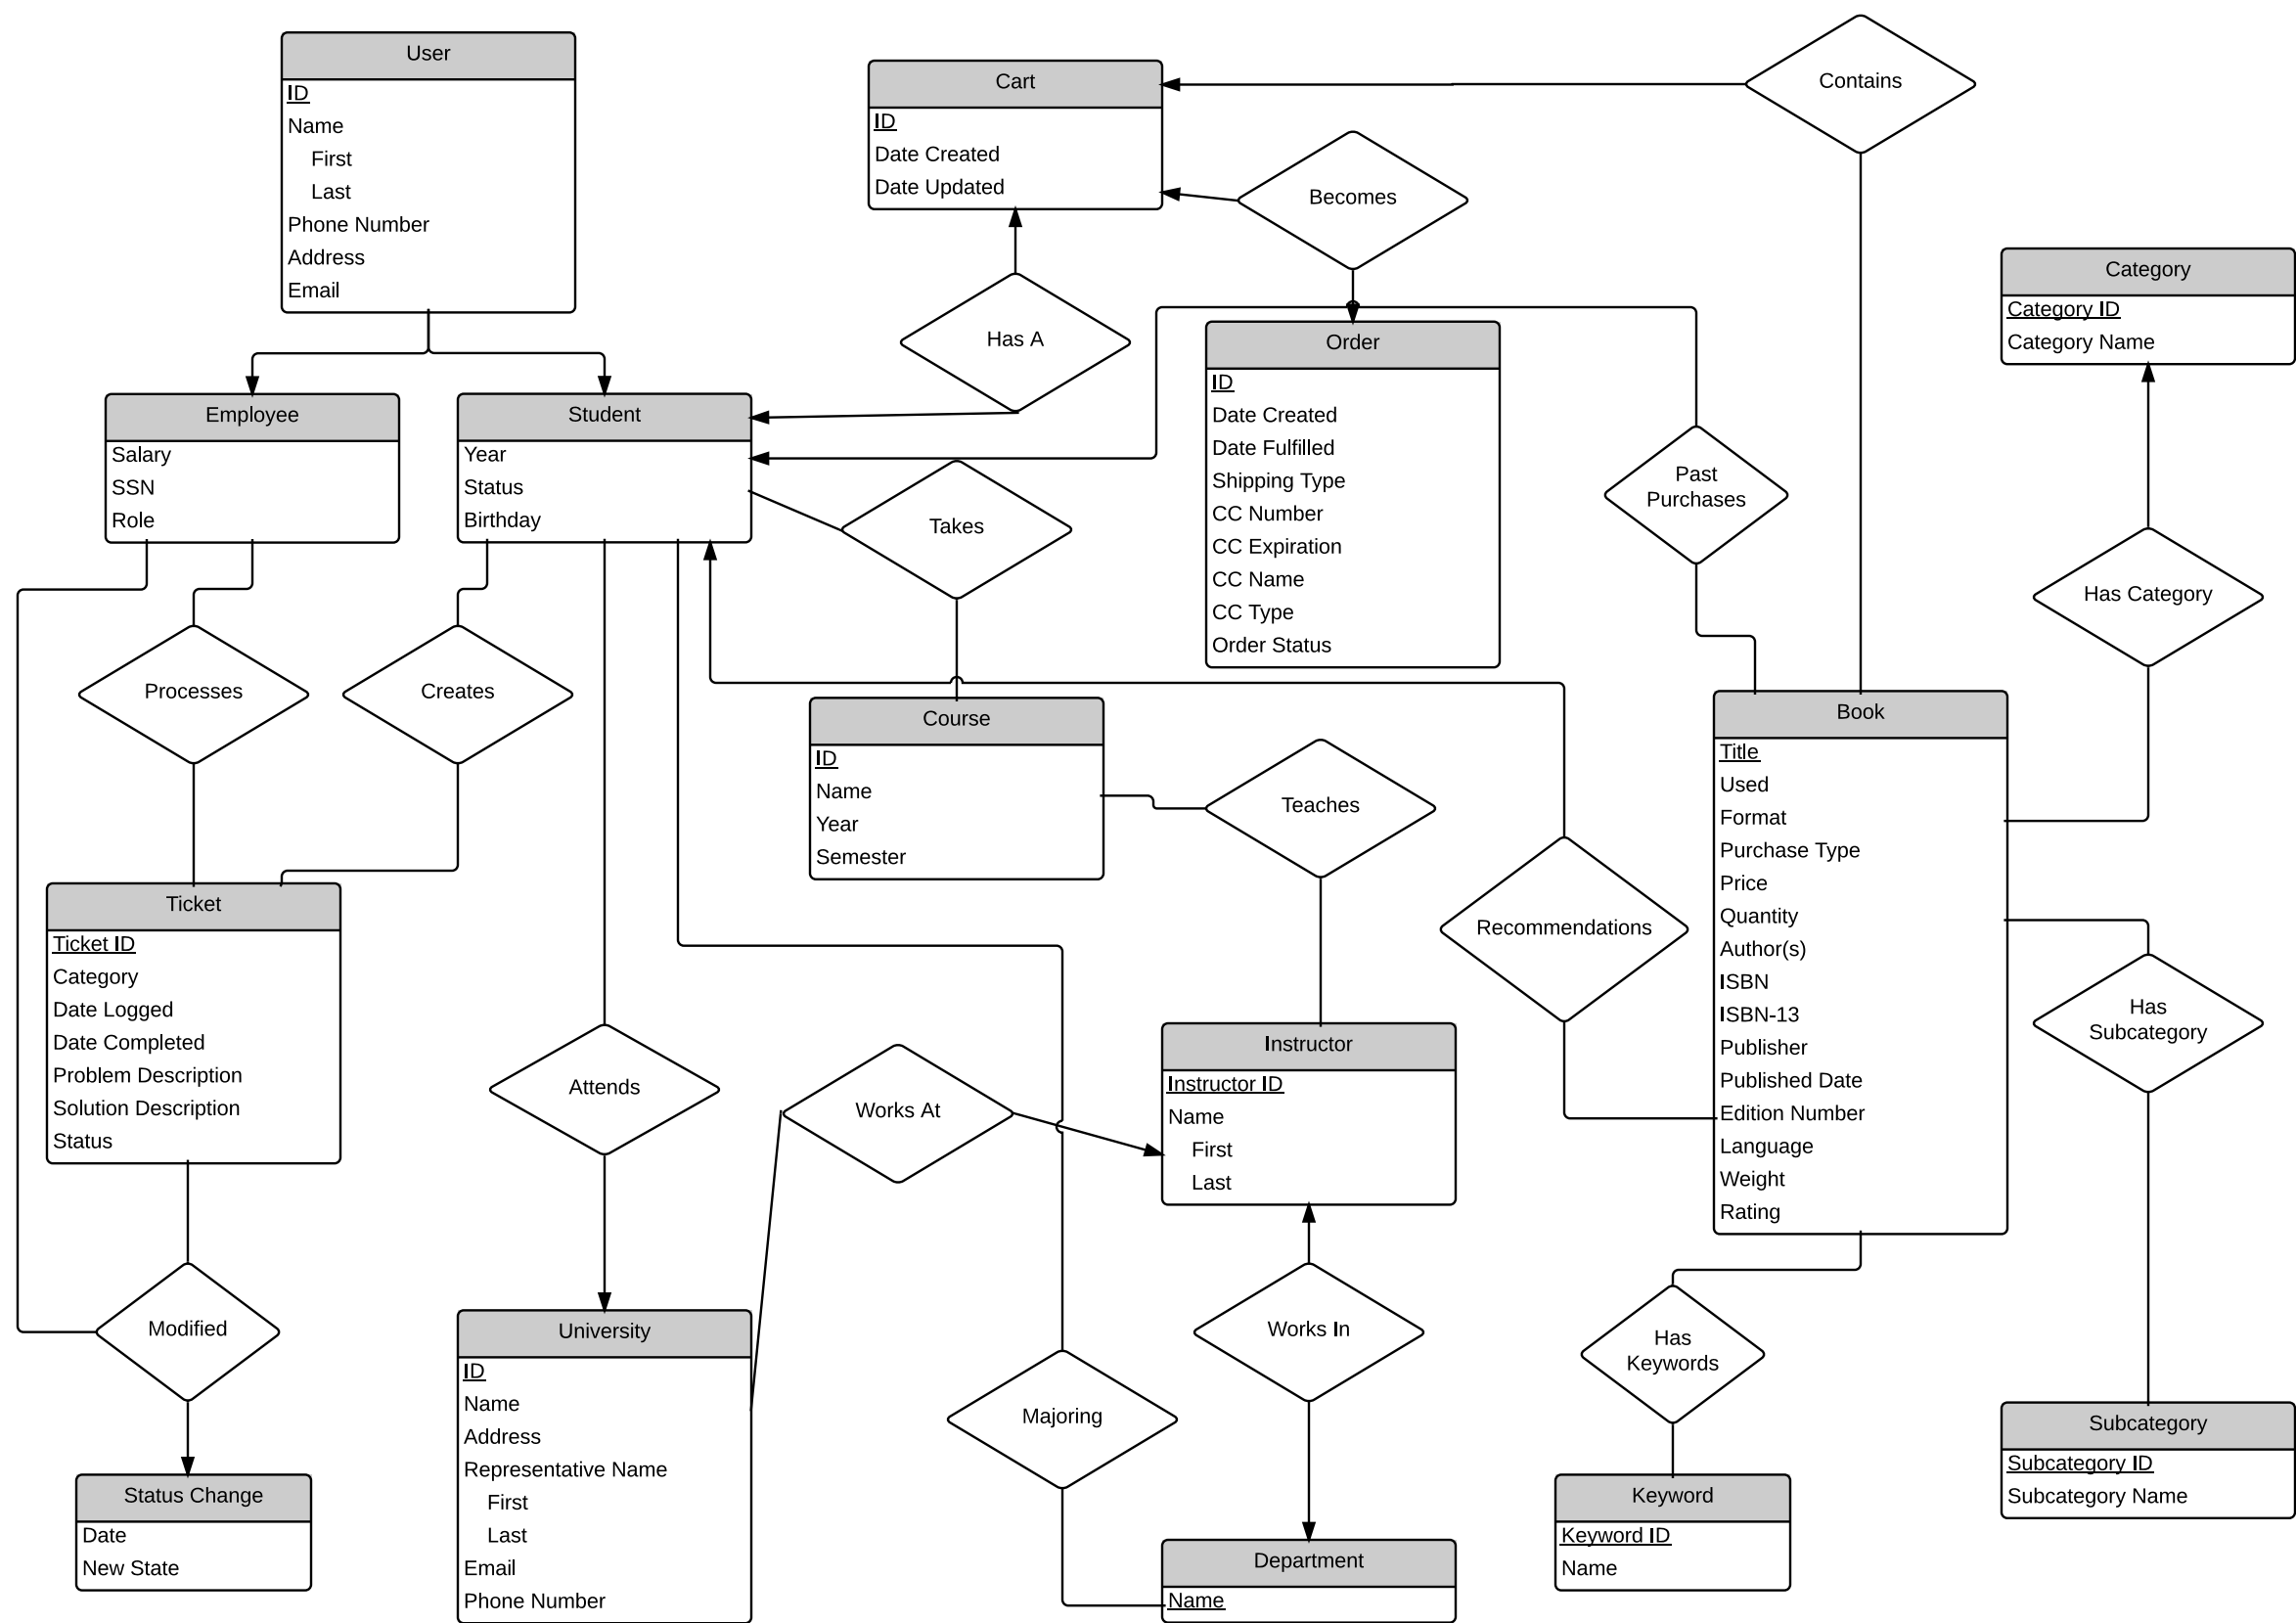 User
ID
Name
First
Last
Phone Number
Address
Email
Cart
ID
Date Created
Date Updated
Contains
Becomes
Has A
Category
Category ID
Category Name
Employee
Salary
SSN
Role
Student
Year
Status
Birthday
Order
ID
Date Created
Date Fulfilled
Shipping Type
CC Number
CC Expiration
CC Name
CC Type
Order Status
Takes
Past
Purchases
Has Category
Processes
Creates
Course
ID
Name
Year
Semester
Teaches
Book
Title
Used
Format
Purchase Type
Price
Quantity
Author(s)
ISBN
ISBN-13
Publisher
Published Date
Edition Number
Language
Weight
Rating
Ticket
Ticket ID
Category
Date Logged
Date Completed
Problem Description
Solution Description
Status
Recommendations
Has
Subcategory
Attends
Works At
Instructor
Instructor ID
Name
First
Last
Modified
University
ID
Name
Address
Representative Name
First
Last
Email
Phone Number
Works In
Majoring
Has
Keywords
Status Change
Date
New State
Department
Name
Keyword
Keyword ID
Name
Subcategory
Subcategory ID
Subcategory Name